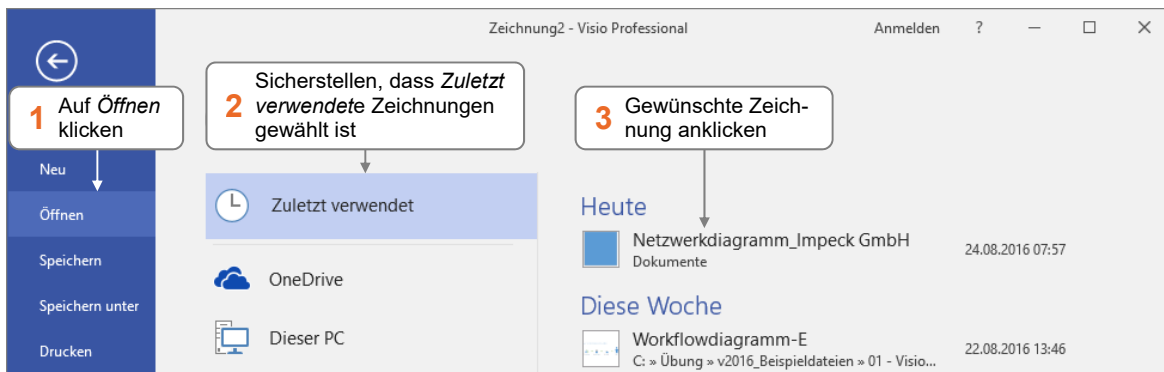 Zeichnung2 - Visio Professional
Anmelden
?
1 Auf Öffnen
klicken
2 Sicherstellen, dass Zuletzt
verwendete Zeichnungen
gewählt ist
3 Gewünschte Zeich-
nung anklicken
Neu
Öffnen
Speichern
Speichern unter
Drucken
Zuletzt verwendet
OneDrive
Dieser PC
Heute
Netzwerkdiagramm_Impeck GmbH
Dokumente
24.08.2016 07:57
Diese Woche
Workflowdiagramm-E
C: » Übung » v2016_Beispieldateien » 01 - Visio...
22.08.2016 13:46